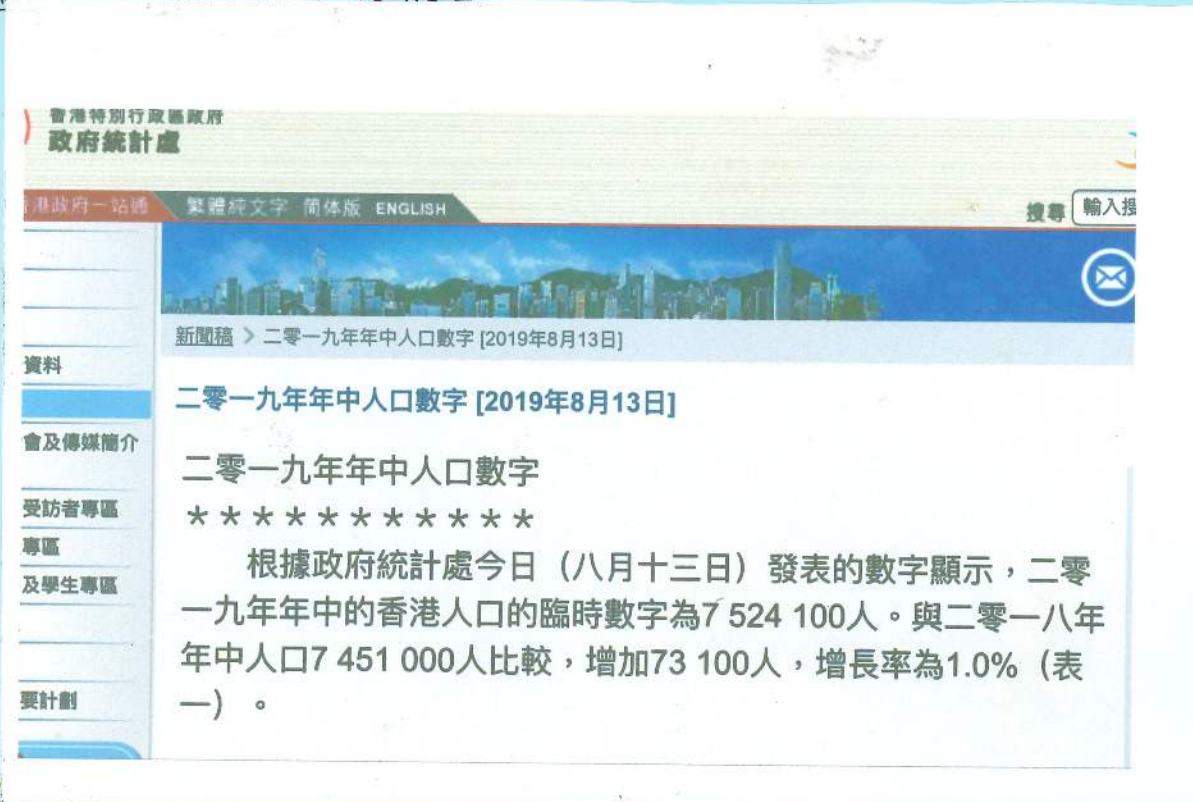 香港特別行政區政府
政府統計處
香港政府一站通 繁體純文字 简体版 ENGLISH
搜尋 輸入搜
新聞稿 > 二零一九年年中人口數字 [2019年8月13日]
資料
二零一九年年中人口數字 [2019年8月13日]
會及傳媒簡介
二零一九年年中人口數字
受訪者專區
***********
專區
根據政府統計處今日（八月十三日）發表的數字顯示，二零
及學生專區
一九年年中的香港人口的臨時數字為7 524 100人。與二零一八年
年中人口7 451 000人比較，增加73 100人，增長率為1.0%（表
要計劃
一）。